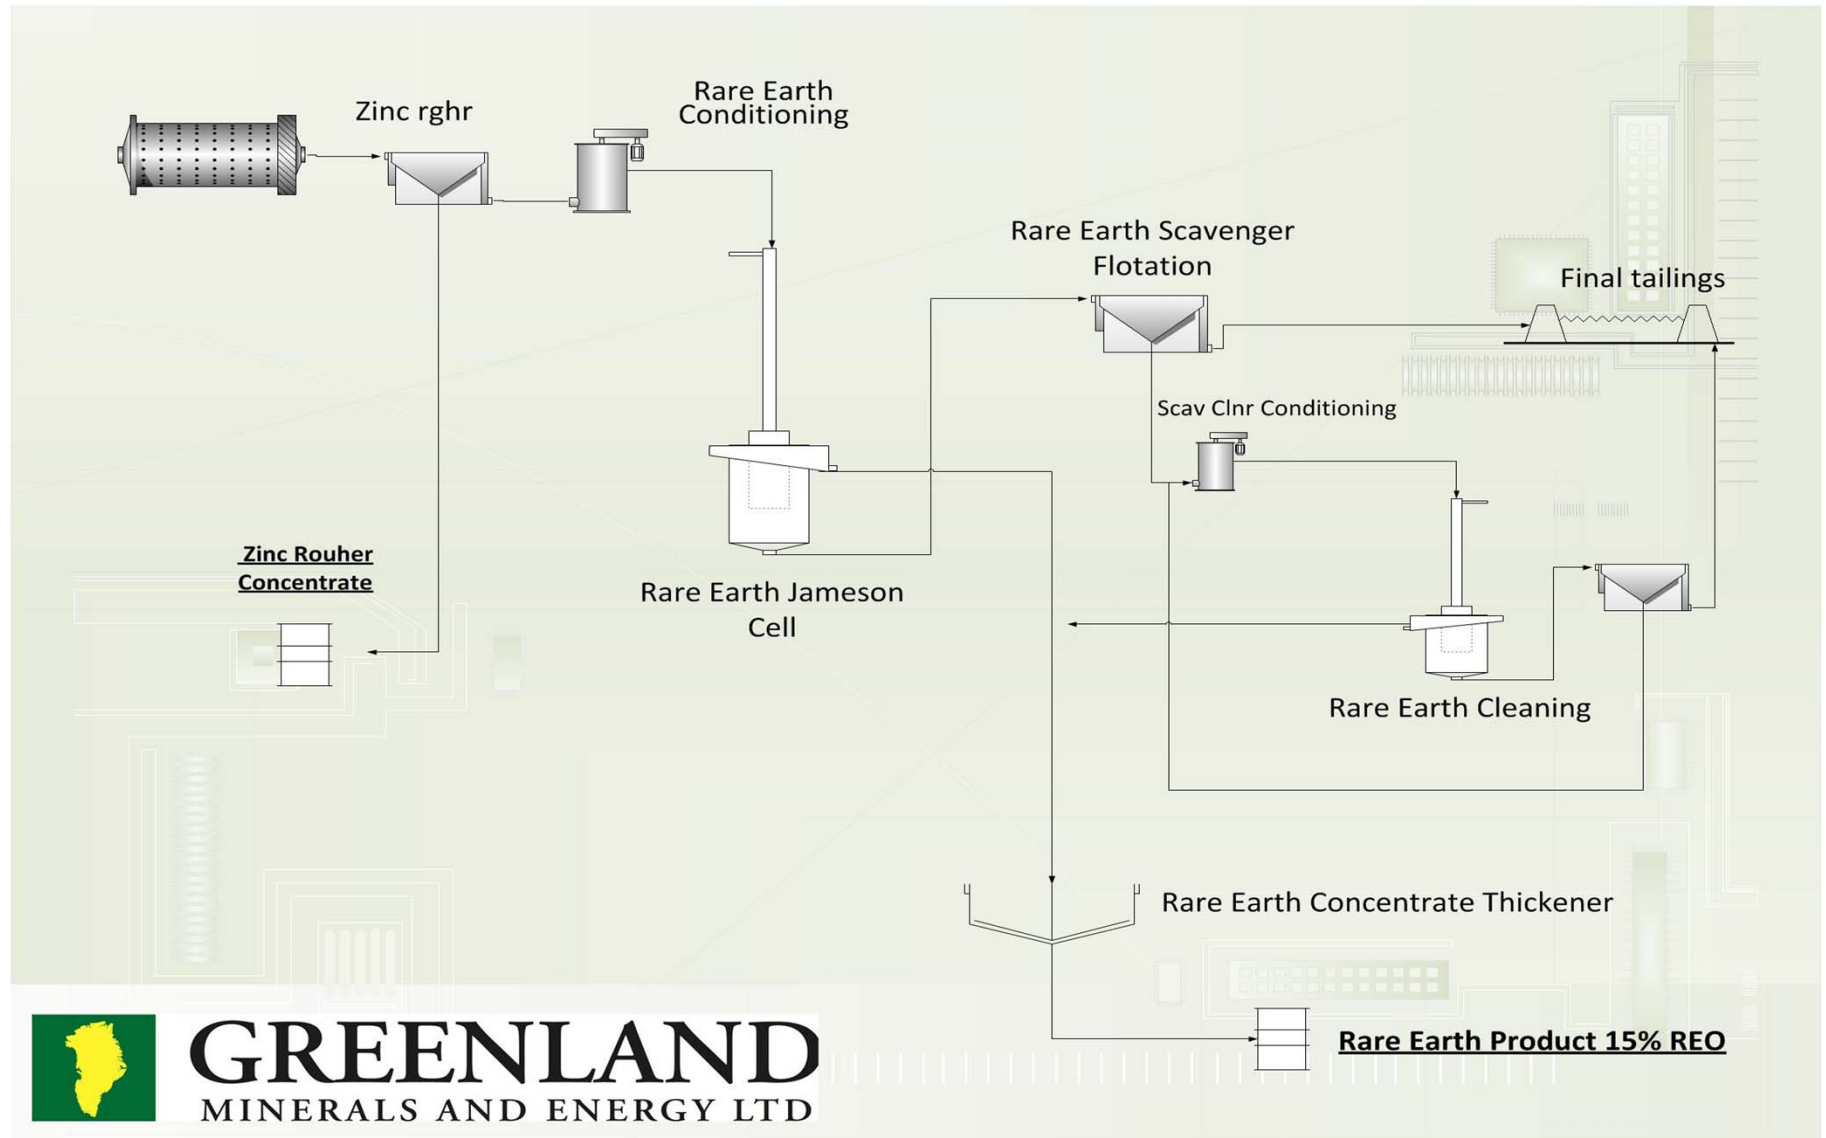 Zinc rghr
Rare Earth
Conditioning
Rare Earth Scavenger
Flotation
Final tailings
Scav Clnr Conditioning
Zinc Rouher
Concentrate
Rare Earth Jameson
Cell
Rare Earth Cleaning
Rare Earth Concentrate Thickener
Rare Earth Product 15% REO
GREENLAND
MINERALS AND ENERGY LTD